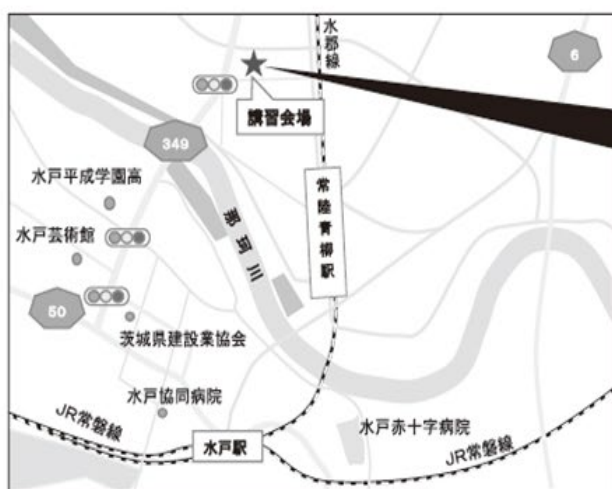 水郡線
6
講習会場
349
水戸平成学園高
常陸青柳駅
那珂川
水戸芸術館
50
茨城県建設業協会
水戸協同病院
JR常磐線
水戸駅
水戸赤十字病院
JR常磐線